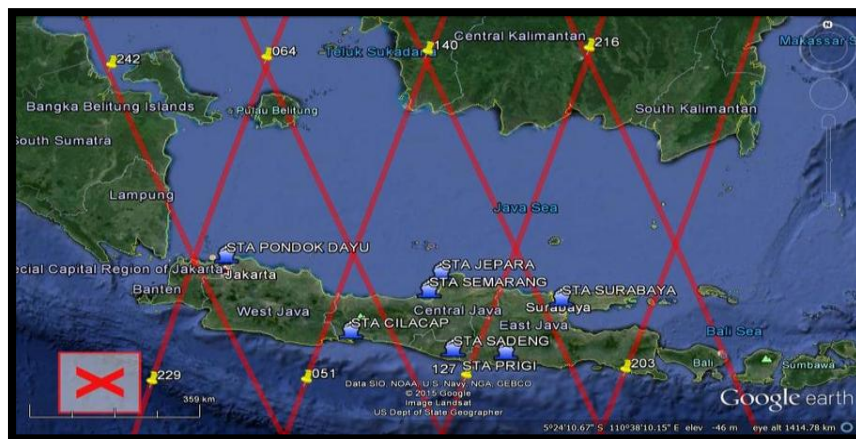 242
064
140
216
Central Kalimantan
Teluk Sukadana
Makassar S
N
Bangka Belitung Islands
Pulau Belitung
South Kalimantan
South Sumatra
Lampung
Java Sea
STA PONDOK DAYU
ecial Capital Region of Jakarta
Jakarta
STA JEPARA
STA SEMARANG
STA SURABAYA
Banten
West Java
Central Java
Surabaya
STA CILACAP
East Java
Bali Sea
STA SADENG
229
051
127
STA PRIGI
203
Bali
Sumbawa
Data SIO, NOAA, U.S. Navy, NGA, GEBCO
© 2015 Google
Image Landsat
US Dept of State Geographer
359 km
Google earth
5°24'10.67" S 110°38'10.15" E elev -46 m eye alt 1414.78 km